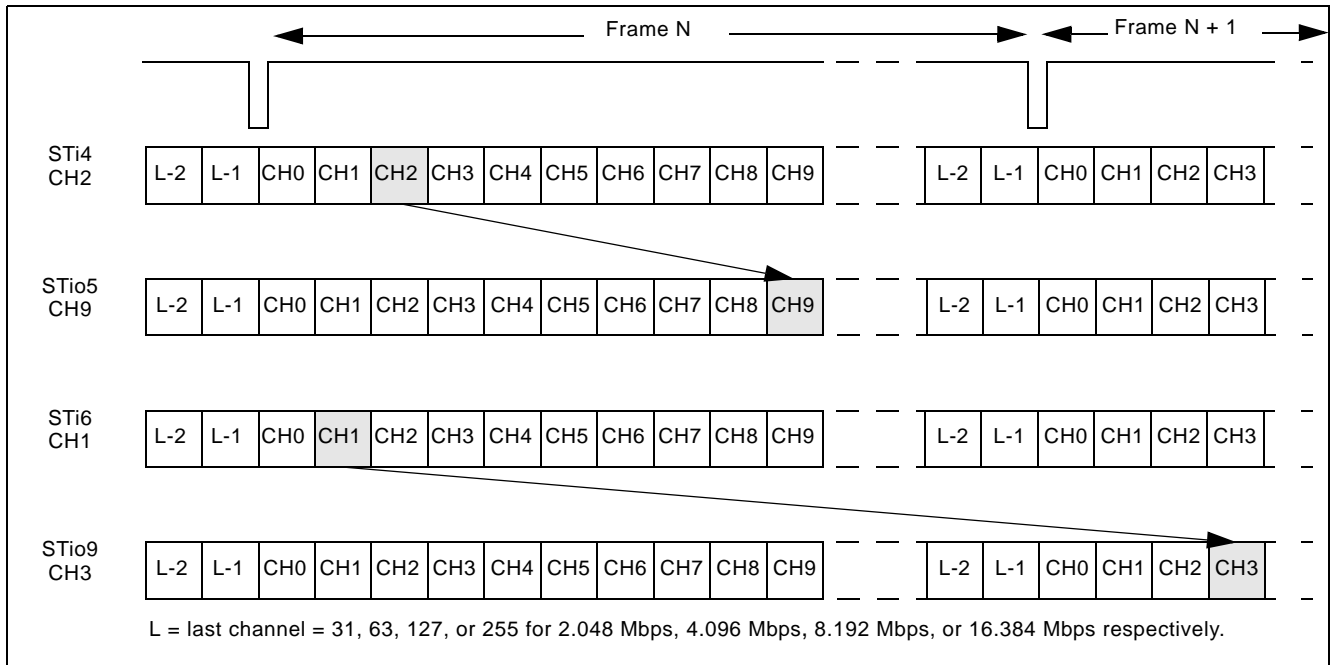 Frame N Frame N + 1
STi4
CH2
L-2 L-1 CH0 CH1 CH2 CH3 CH4 CH5 CH6 CH7 CH8 CH9 L-2 L-1 CH0 CH1 CH2 CH3
STio5
CH9
L-2 L-1 CH0 CH1 CH2 CH3 CH4 CH5 CH6 CH7 CH8 CH9 L-2 L-1 CH0 CH1 CH2 CH3
STi6
CH1
L-2 L-1 CH0 CH1 CH2 CH3 CH4 CH5 CH6 CH7 CH8 CH9 L-2 L-1 CH0 CH1 CH2 CH3
STio9
CH3
L-2 L-1 CH0 CH1 CH2 CH3 CH4 CH5 CH6 CH7 CH8 CH9 L-2 L-1 CH0 CH1 CH2 CH3
L = last channel = 31, 63, 127, or 255 for 2.048 Mbps, 4.096 Mbps, 8.192 Mbps, or 16.384 Mbps respectively.